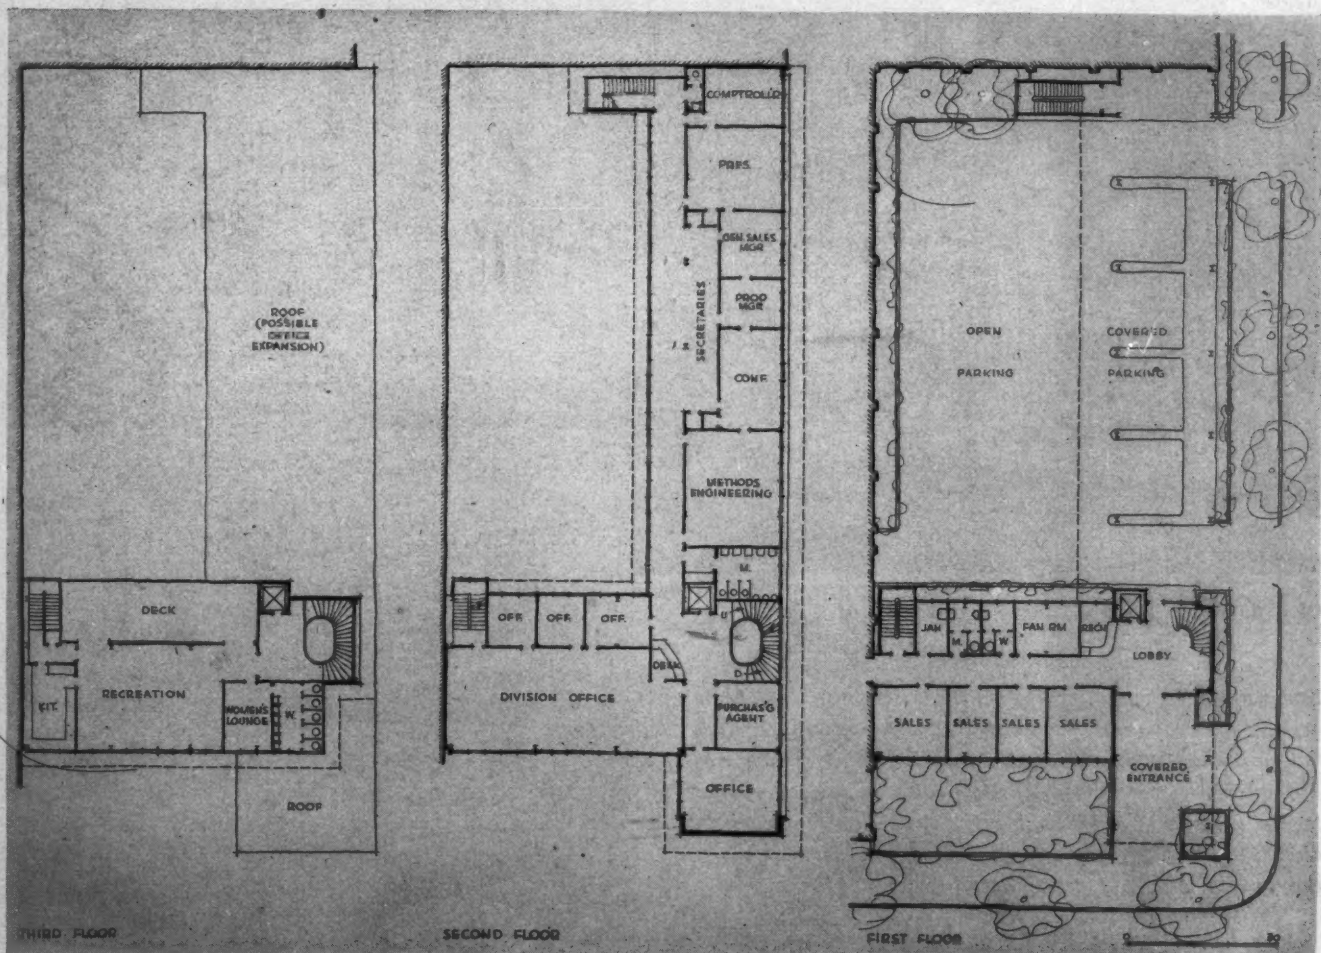 ROOF
(POSSIBLE
OFFICE
EXPANSION)
DECK
RECREATION
KIT.
WOMEN'S
LOUNGE
W.
ROOF
THIRD FLOOR
COMPTROL'R
PRES.
GEN. SALES
MGR
PROD
MGR
SECRETARIES
CONF.
METHODS
ENGINEERING
M.
U
OFF.
OFF.
OFF.
DESK
D
DIVISION OFFICE
PURCHAS'G
AGENT
OFFICE
SECOND FLOOR
OPEN
PARKING
COVERED
PARKING
JAN
M.
W.
FAN RM
LOBBY
SALES
SALES
SALES
SALES
COVERED
ENTRANCE
FIRST FLOOR
0